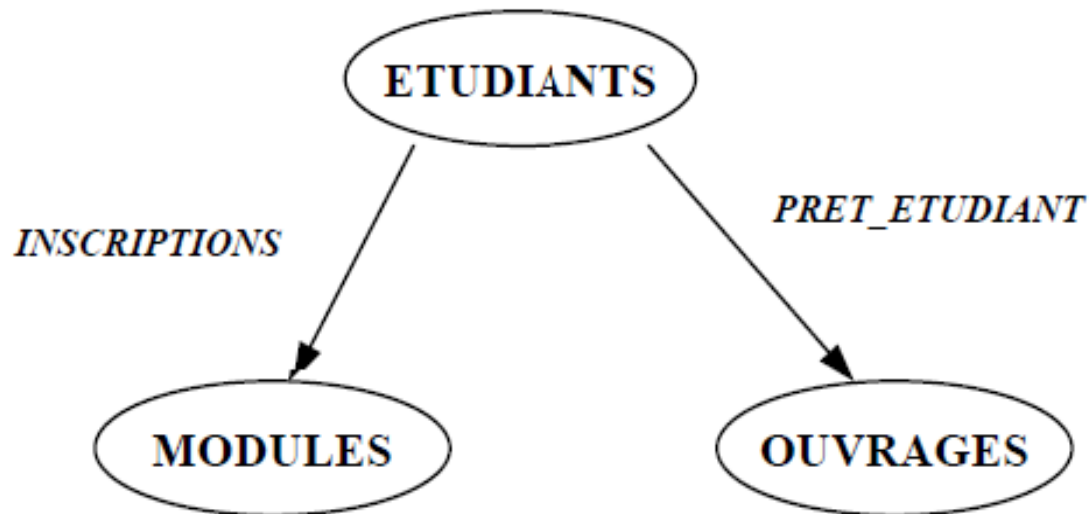 ETUDIANTS
PRET_ETUDIANT
INSCRIPTIONS
MODULES
OUVRAGES